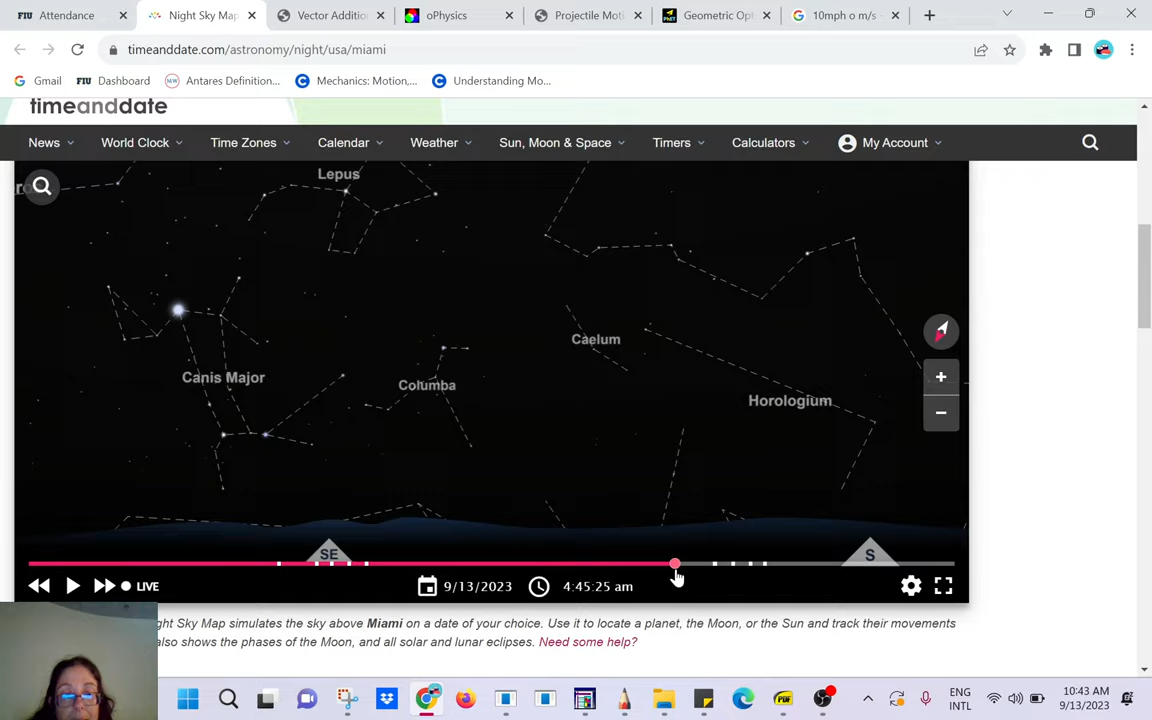 FIU Attendance × Night Sky Map × Vector Additio × oPhysics × Projectile Moti × PhET Geometric Opt × 10mph o m/s - × +
timeanddate.com/astronomy/night/usa/miami
Gmail FIU Dashboard Antares Definition... Mechanics: Motion,... Understanding Mo...
timeanddate
News World Clock Time Zones Calendar Weather Sun, Moon & Space Timers Calculators My Account
Lepus
Caelum
Canis Major
Columba
Horologium
SE S
LIVE 9/13/2023 4:45:25 am
ght Sky Map simulates the sky above Miami on a date of your choice. Use it to locate a planet, the Moon, or the Sun and track their movements
also shows the phases of the Moon, and all solar and lunar eclipses. Need some help?
ENG 10:43 AM
INTL 9/13/2023